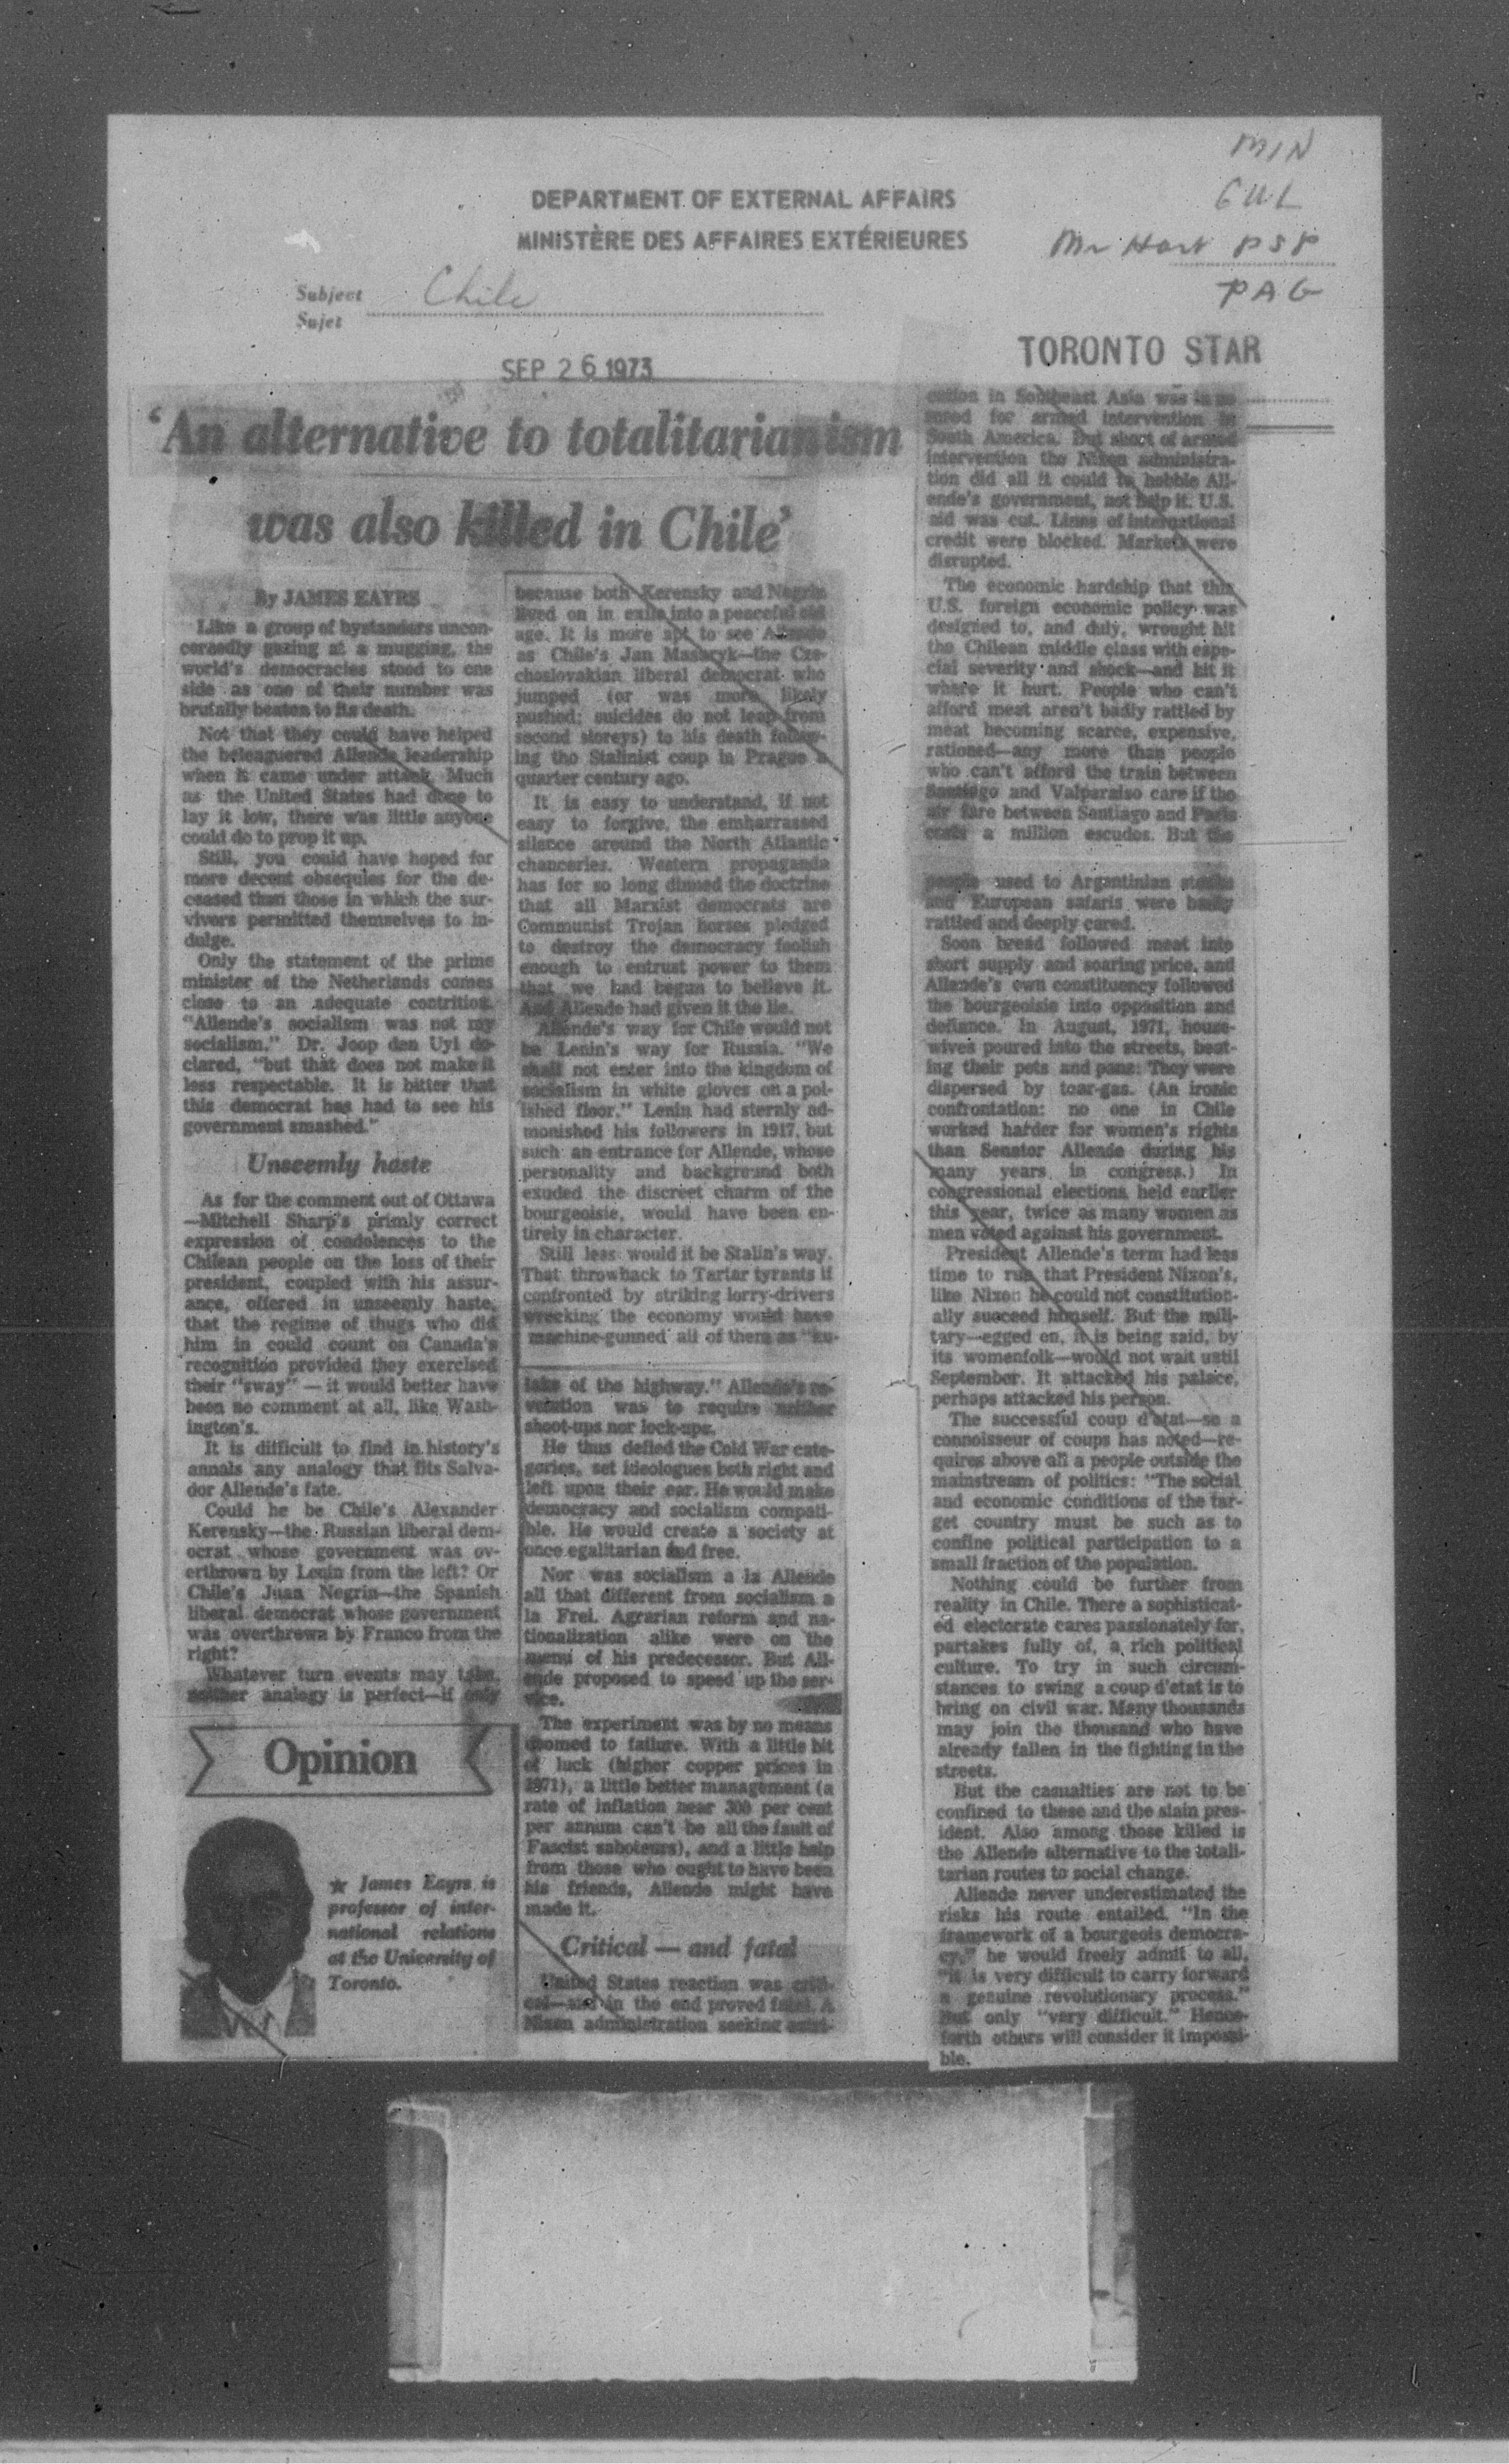 MIN
GWL
DEPARTMENT OF EXTERNAL AFFAIRS
MINISTÈRE DES AFFAIRES EXTÉRIEURES
Mr Hart PSP
PAG
Subject Chile
Sujet
TORONTO STAR
SEP 26 1973
'An alternative to totalitarianism
was also killed in Chile'
By JAMES EAYRS
Like a group of bystanders uncon-
cernedly gazing at a mugging, the
world's democracies stood to one
side as one of their number was
brutally beaten to its death.
Not that they could have helped
the beleaguered Allende leadership
when it came under attack. Much
as the United States had done to
lay it low, there was little anyone
could do to prop it up.
Still, you could have hoped for
more decent obsequies for the de-
ceased than those in which the sur-
vivors permitted themselves to in-
dulge.
Only the statement of the prime
minister of the Netherlands comes
close to an adequate contrition.
"Allende's socialism was not my
socialism," Dr. Joop den Uyl de-
clared, "but that does not make it
less respectable. It is bitter that
this democrat has had to see his
government smashed."
Unseemly haste
As for the comment out of Ottawa
—Mitchell Sharp's primly correct
expression of condolences to the
Chilean people on the loss of their
president, coupled with his assur-
ance, offered in unseemly haste,
that the regime of thugs who did
him in could count on Canada's
recognition provided they exercised
their "sway" — it would better have
been no comment at all, like Wash-
ington's.
It is difficult to find in history's
annals any analogy that fits Salva-
dor Allende's fate.
Could he be Chile's Alexander
Kerensky—the Russian liberal dem-
ocrat whose government was ov-
erthrown by Lenin from the left? Or
Chile's Juan Negrin—the Spanish
liberal democrat whose government
was overthrown by Franco from the
right?
Whatever turn events may take,
neither analogy is perfect—if only
Opinion
★ James Eayrs is
professor of inter-
national relations
at the University of
Toronto.
because both Kerensky and Negrin
lived on in exile into a peaceful old
age. It is more apt to see Allende
as Chile's Jan Masaryk—the Cze-
choslovakian liberal democrat who
jumped (or was more likely
pushed: suicides do not leap from
second storeys) to his death follow-
ing the Stalinist coup in Prague a
quarter century ago.
It is easy to understand, if not
easy to forgive, the embarrassed
silence around the North Atlantic
chanceries. Western propaganda
has for so long dinned the doctrine
that all Marxist democrats are
Communist Trojan horses pledged
to destroy the democracy foolish
enough to entrust power to them
that we had begun to believe it.
And Allende had given it the lie.
Allende's way for Chile would not
be Lenin's way for Russia. "We
shall not enter into the kingdom of
socialism in white gloves on a pol-
ished floor." Lenin had sternly ad-
monished his followers in 1917, but
such an entrance for Allende, whose
personality and background both
exuded the discreet charm of the
bourgeoisie, would have been en-
tirely in character.
Still less would it be Stalin's way.
That throwback to Tartar tyrants if
confronted by striking lorry-drivers
wrecking the economy would have
machine-gunned all of them as "ku-
laks of the highway." Allende's re-
volution was to require neither
shoot-ups nor lock-ups.
He thus defied the Cold War cate-
gories, set ideologues both right and
left upon their ear. He would make
democracy and socialism compati-
ble. He would create a society at
once egalitarian and free.
Nor was socialism a la Allende
all that different from socialism a
la Frei. Agrarian reform and na-
tionalization alike were on the
menu of his predecessor. But All-
ende proposed to speed up the ser-
vice.
The experiment was by no means
doomed to failure. With a little bit
of luck (higher copper prices in
1971), a little better management (a
rate of inflation near 300 per cent
per annum can't be all the fault of
Fascist saboteurs), and a little help
from those who ought to have been
his friends, Allende might have
made it.
Critical — and fatal
United States reaction was criti-
cal—and in the end proved fatal. A
Nixon administration seeking extri-
cation in Southeast Asia was in no
mood for armed intervention in
South America. But short of armed
intervention the Nixon administra-
tion did all it could to hobble All-
ende's government, not help it. U.S.
aid was cut. Lines of international
credit were blocked. Markets were
disrupted.
The economic hardship that this
U.S. foreign economic policy was
designed to, and duly, wrought hit
the Chilean middle class with espe-
cial severity and shock—and hit it
where it hurt. People who can't
afford meat aren't badly rattled by
meat becoming scarce, expensive,
rationed—any more than people
who can't afford the train between
Santiago and Valparaiso care if the
air fare between Santiago and Paris
costs a million escudos. But the
people used to Argentinian steaks
and European safaris were badly
rattled and deeply cared.
Soon bread followed meat into
short supply and soaring price, and
Allende's own constituency followed
the bourgeoisie into opposition and
defiance. In August, 1971, house-
wives poured into the streets, beat-
ing their pots and pans: They were
dispersed by tear-gas. (An ironic
confrontation: no one in Chile
worked harder for women's rights
than Senator Allende during his
many years in congress.) In
congressional elections held earlier
this year, twice as many women as
men voted against his government.
President Allende's term had less
time to run that President Nixon's,
like Nixon he could not constitution-
ally succeed himself. But the mili-
tary—egged on, it is being said, by
its womenfolk—would not wait until
September. It attacked his palace,
perhaps attacked his person.
The successful coup d'etat—so a
connoisseur of coups has noted—re-
quires above all a people outside the
mainstream of politics: "The social
and economic conditions of the tar-
get country must be such as to
confine political participation to a
small fraction of the population.
Nothing could be further from
reality in Chile. There a sophisticat-
ed electorate cares passionately for,
partakes fully of, a rich political
culture. To try in such circum-
stances to swing a coup d'etat is to
bring on civil war. Many thousands
may join the thousand who have
already fallen in the fighting in the
streets.
But the casualties are not to be
confined to these and the slain pres-
ident. Also among those killed is
the Allende alternative to the totali-
tarian routes to social change.
Allende never underestimated the
risks his route entailed. "In the
framework of a bourgeois democra-
cy," he would freely admit to all,
"it is very difficult to carry forward
a genuine revolutionary process."
But only "very difficult." Hence-
forth others will consider it impossi-
ble.